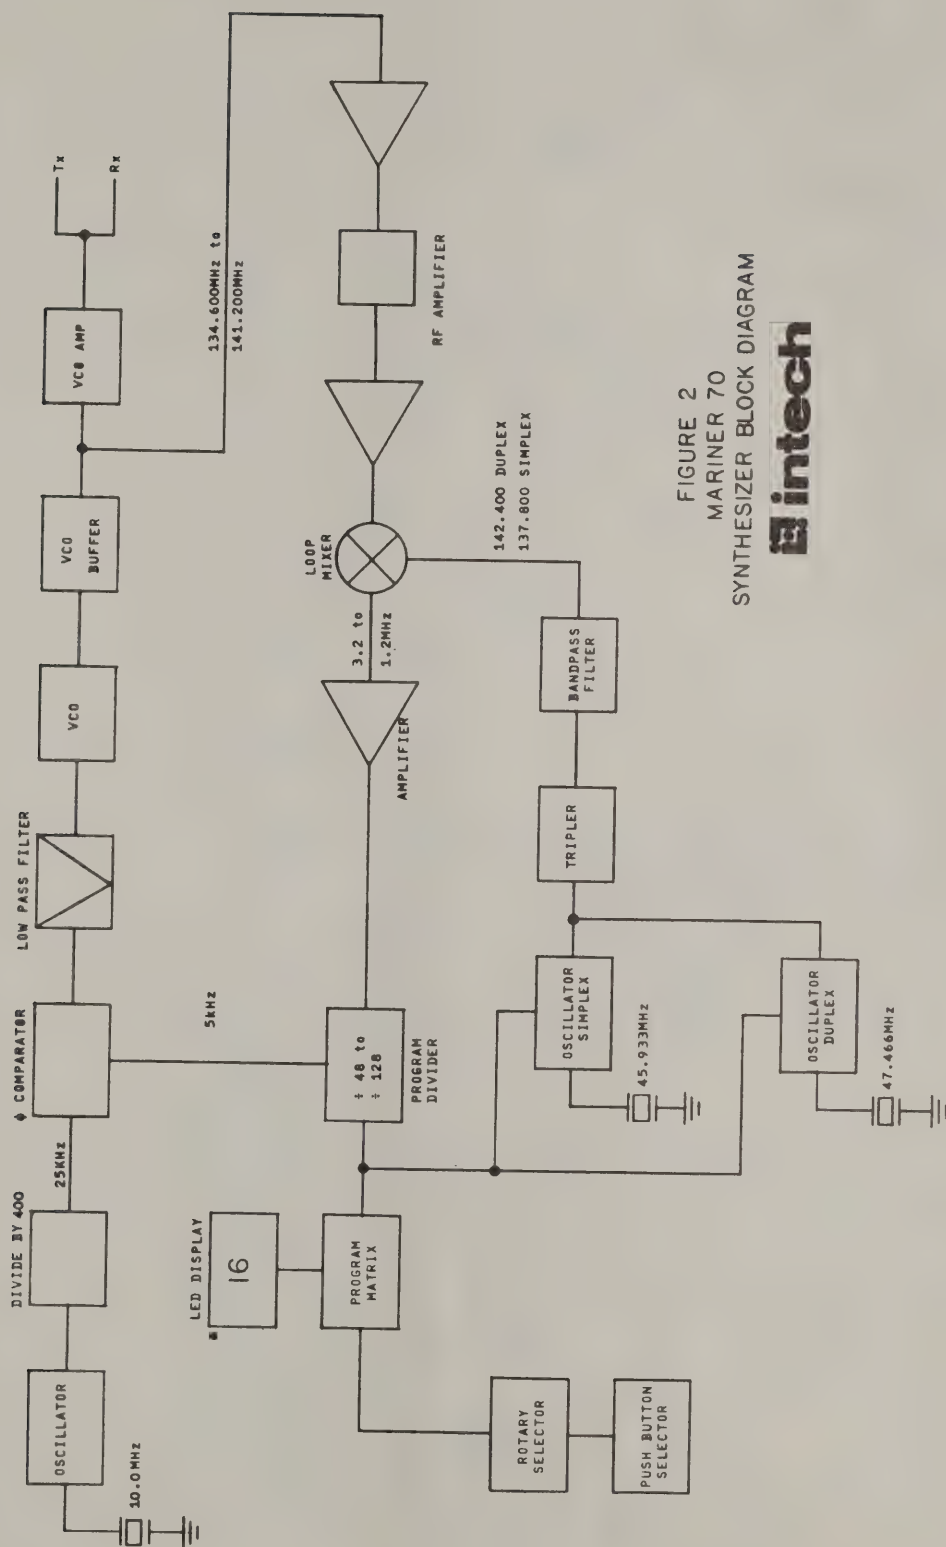 Tx
Rx
VCO AMP
VCO
BUFFER
VCO
LOW PASS FILTER
ϕ COMPARATOR
25KHz
DIVIDE BY 400
OSCILLATOR
10.0MHz
134.600MHz to
141.200MHz
RF AMPLIFIER
LOOP
MIXER
3.2 to
1.2MHz
AMPLIFIER
5kHz
÷ 48 to
÷ 128
PROGRAM
DIVIDER
LED DISPLAY
16
PROGRAM
MATRIX
ROTARY
SELECTOR
PUSH BUTTON
SELECTOR
142.400 DUPLEX
137.800 SIMPLEX
BANDPASS
FILTER
TRIPLER
OSCILLATOR
SIMPLEX
45.933MHz
OSCILLATOR
DUPLEX
47.466MHz
FIGURE 2
MARINER 70
SYNTHESIZER BLOCK DIAGRAM
intech